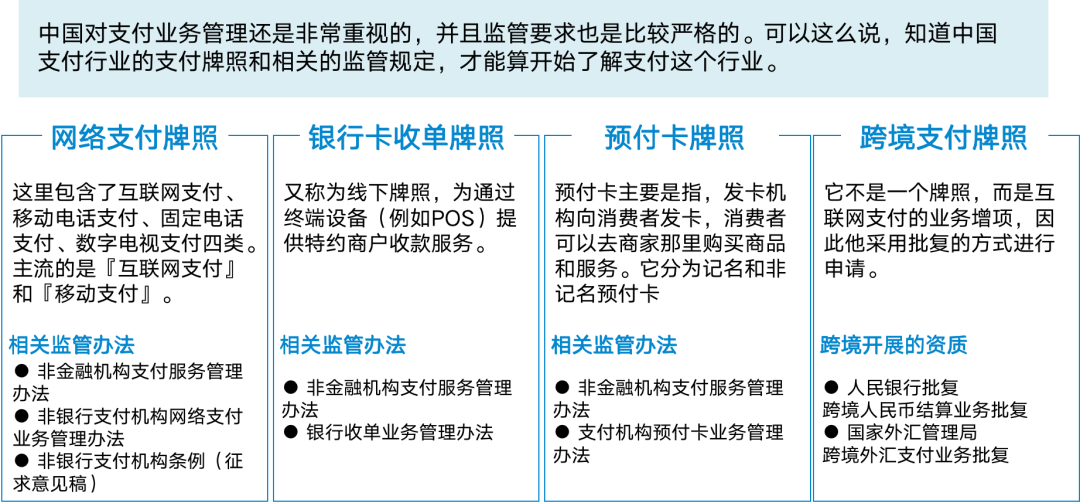 中国对支付业务管理还是非常重视的，并且监管要求也是比较严格的。可以这么说，知道中国
支付行业的支付牌照和相关的监管规定，才能算开始了解支付这个行业。
网络支付牌照
这里包含了互联网支付、
移动电话支付、固定电话
支付、数字电视支付四类。
主流的是『互联网支付』
和『移动支付』。
相关监管办法
● 非金融机构支付服务管理
办法
● 非银行支付机构网络支付
业务管理办法
● 非银行支付机构条例（征
求意见稿）
银行卡收单牌照
又称为线下牌照，为通过
终端设备（例如POS）提
供特约商户收款服务。
相关监管办法
● 非金融机构支付服务管理
办法
● 银行收单业务管理办法
预付卡牌照
预付卡主要是指，发卡机
构向消费者发卡，消费者
可以去商家那里购买商品
和服务。它分为记名和非
记名预付卡
相关监管办法
● 非金融机构支付服务管理
办法
● 支付机构预付卡业务管理
办法
跨境支付牌照
它不是一个牌照，而是互
联网支付的业务增项，因
此他采用批复的方式进行
申请。
跨境开展的资质
● 人民银行批复
跨境人民币结算业务批复
● 国家外汇管理局
跨境外汇支付业务批复